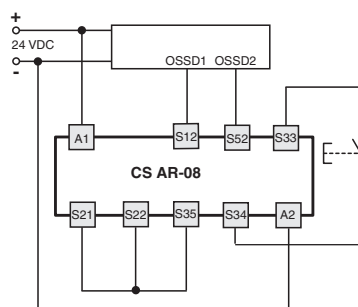 +
24 VDC
-
OSSD1 OSSD2
A1 S12 S52 S33
CS AR-08
S21 S22 S35 S34 A2